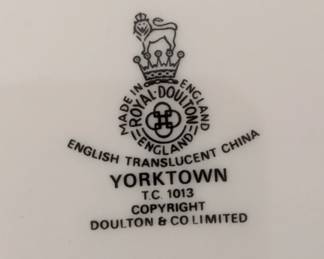 MADE IN ENGLAND
ROYAL·DOULTON
ENGLAND
ENGLISH TRANSLUCENT CHINA
YORKTOWN
T.C. 1013
COPYRIGHT
DOULTON & CO LIMITED